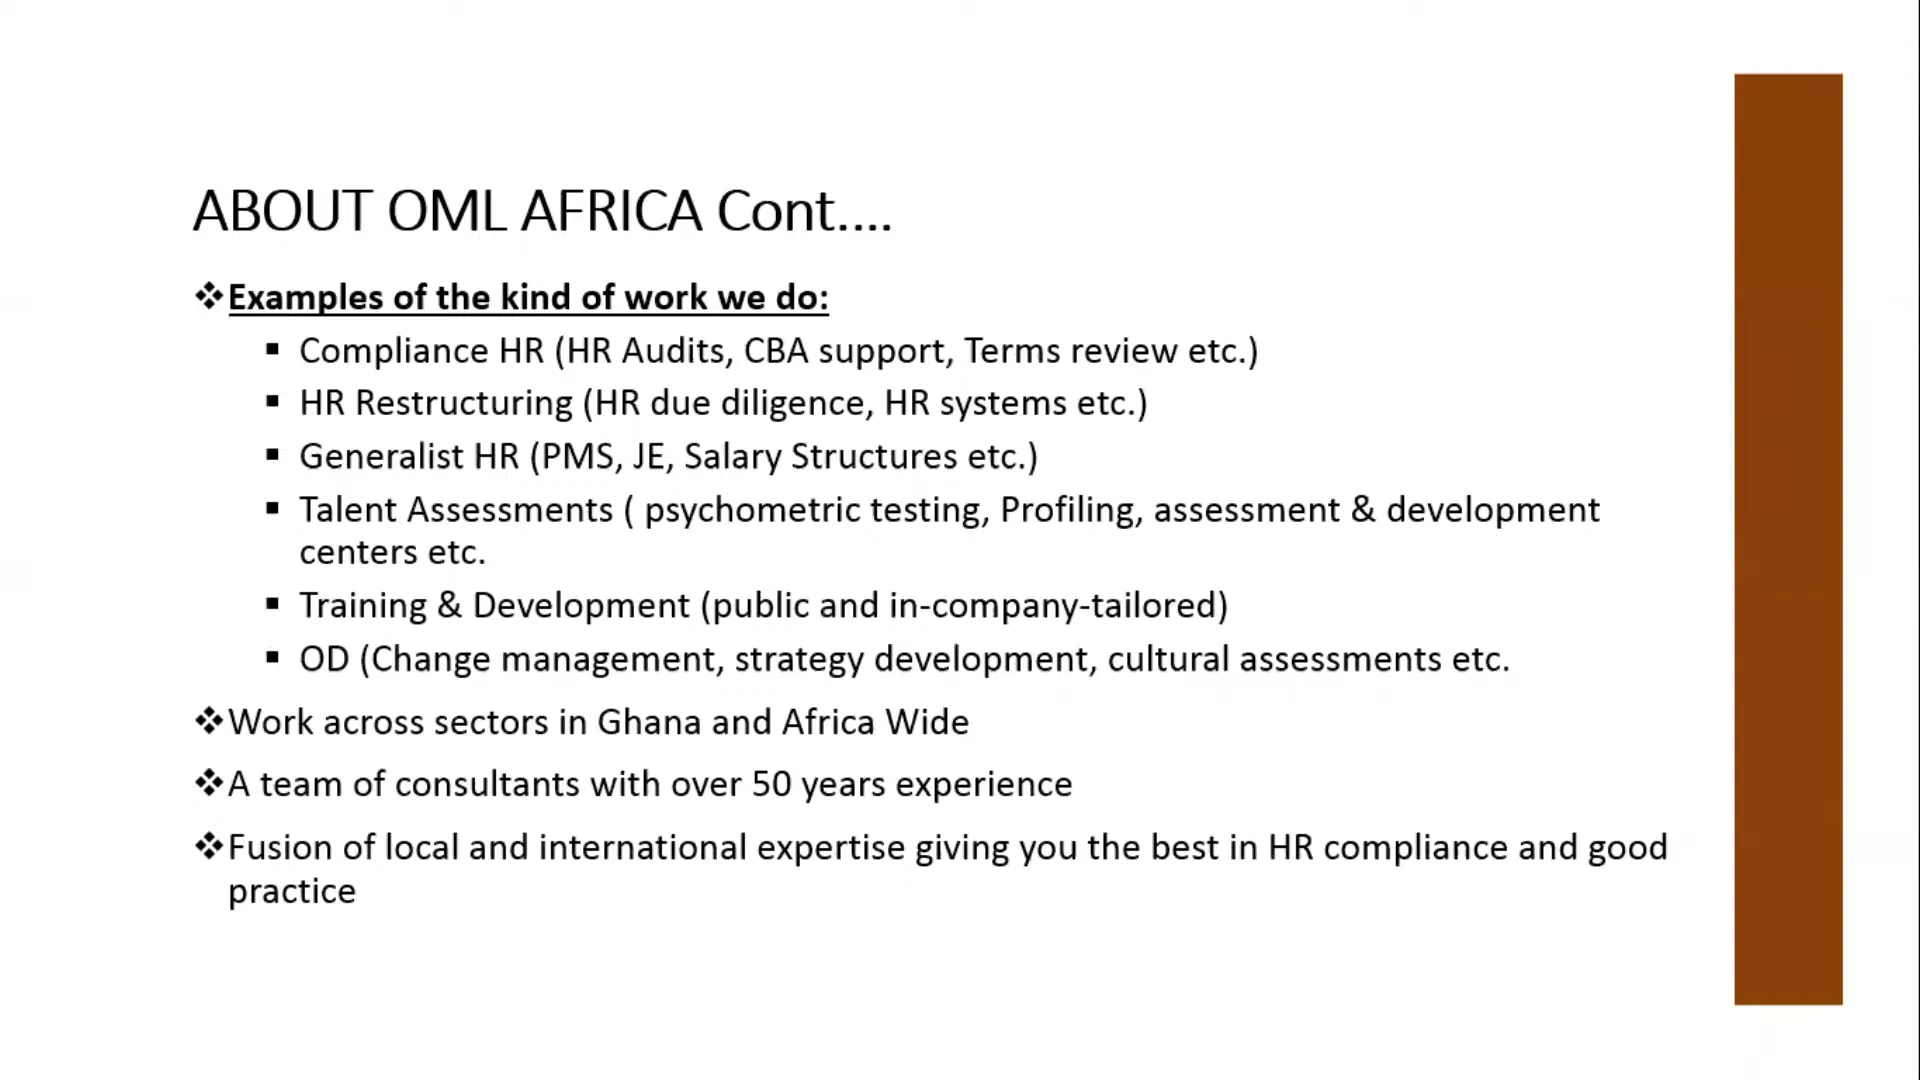 ABOUT OML AFRICA Cont....
❖Examples of the kind of work we do:
▪ Compliance HR (HR Audits, CBA support, Terms review etc.)
▪ HR Restructuring (HR due diligence, HR systems etc.)
▪ Generalist HR (PMS, JE, Salary Structures etc.)
▪ Talent Assessments ( psychometric testing, Profiling, assessment & development
centers etc.
▪ Training & Development (public and in-company-tailored)
▪ OD (Change management, strategy development, cultural assessments etc.
❖Work across sectors in Ghana and Africa Wide
❖A team of consultants with over 50 years experience
❖Fusion of local and international expertise giving you the best in HR compliance and good
practice